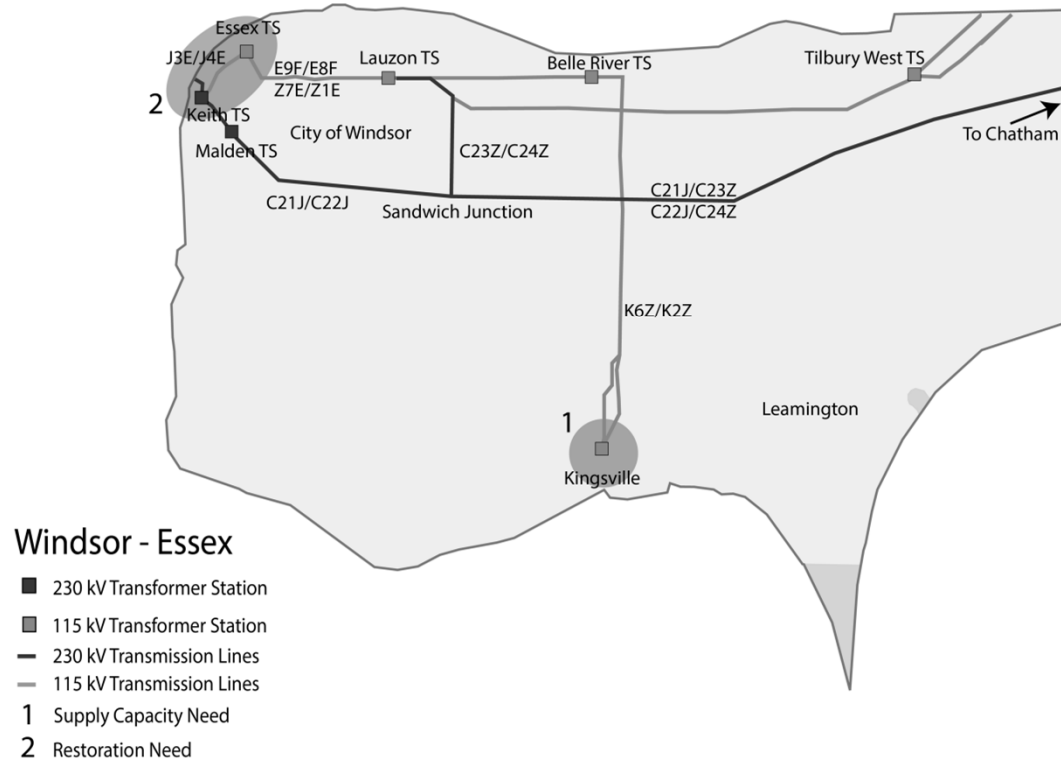 Essex TS
J3E/J4E
E9F/E8F
Z7E/Z1E
Lauzon TS
Belle River TS
Tilbury West TS
2
Keith TS
Malden TS
City of Windsor
C23Z/C24Z
To Chatham
C21J/C22J
Sandwich Junction
C21J/C23Z
C22J/C24Z
K6Z/K2Z
1
Kingsville
Leamington
Windsor - Essex
230 kV Transformer Station
115 kV Transformer Station
230 kV Transmission Lines
115 kV Transmission Lines
1 Supply Capacity Need
2 Restoration Need